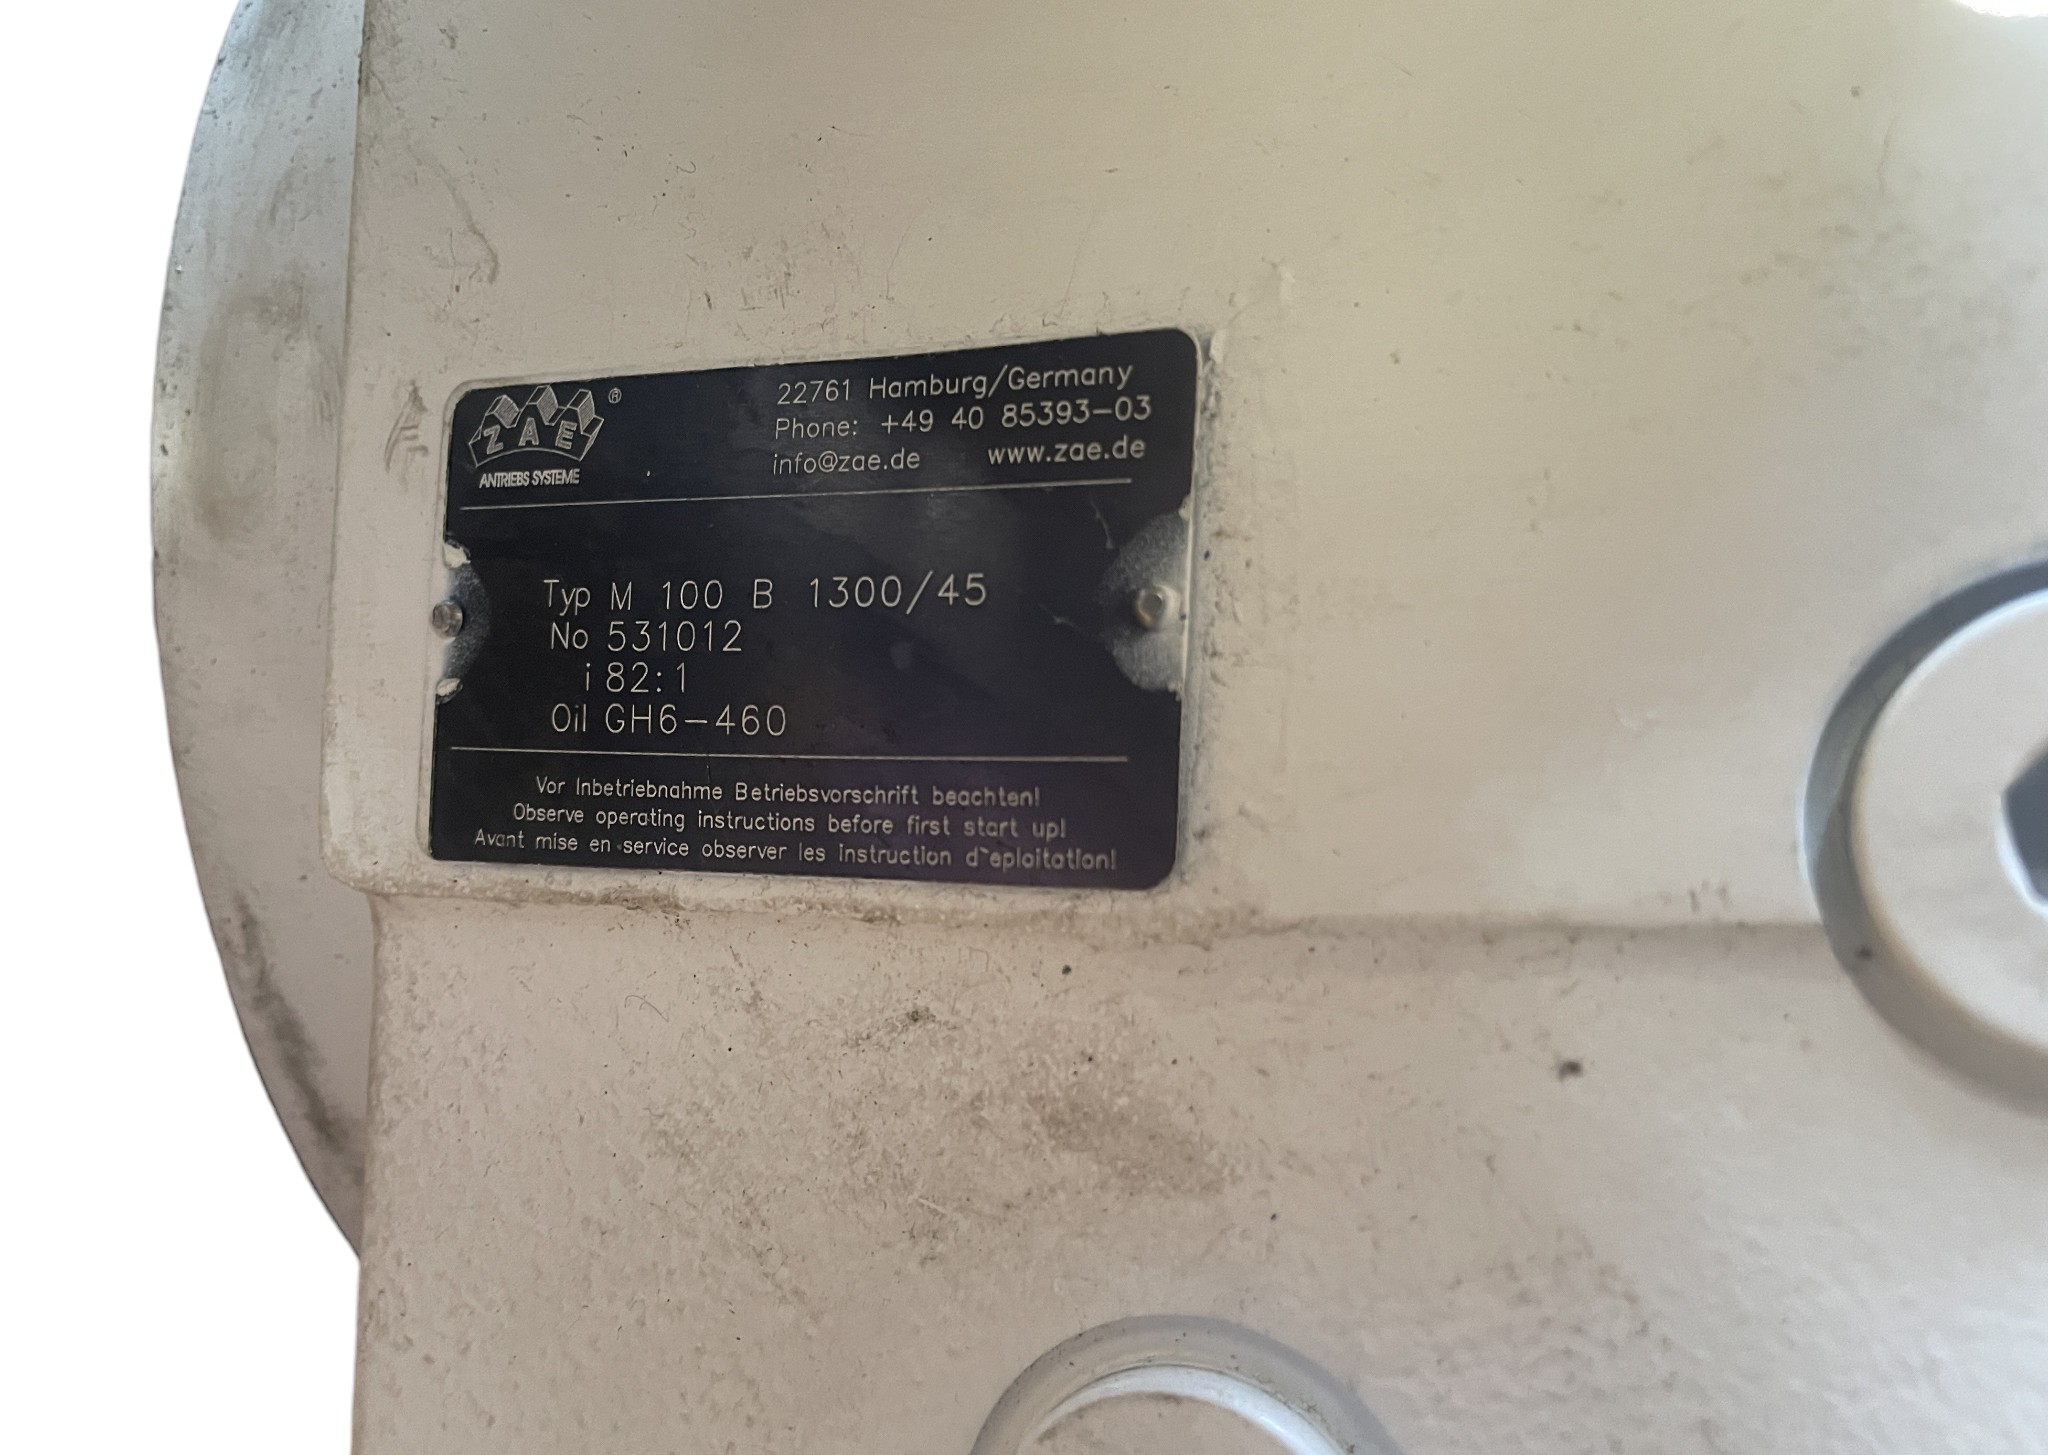 ZAE ®
ANTRIEBS SYSTEME
22761 Hamburg/Germany
Phone: +49 40 85393-03
info@zae.de www.zae.de
Typ M 100 B 1300/45
No 531012
i 82:1
Oil GH6-460
Vor Inbetriebnahme Betriebsvorschrift beachten!
Observe operating instructions before first start up!
Avant mise en service observer les instruction d`eploitation!